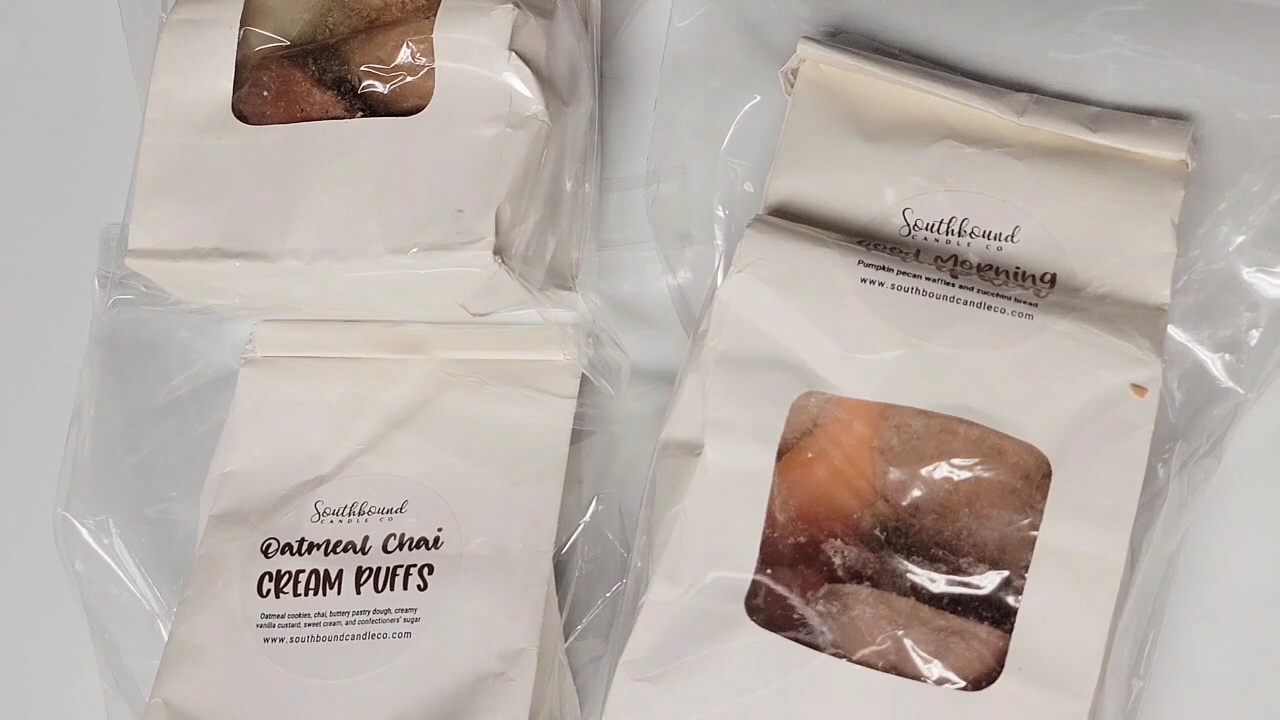 Southbound
CANDLE CO
Good Morning
Pumpkin pecan waffles and zucchini bread
www.southboundcandleco.com
Southbound
CANDLE CO
Oatmeal Chai
CREAM PUFFS
Oatmeal cookies, chai, buttery pastry dough, creamy
vanilla custard, sweet cream, and confectioners' sugar
www.southboundcandleco.com